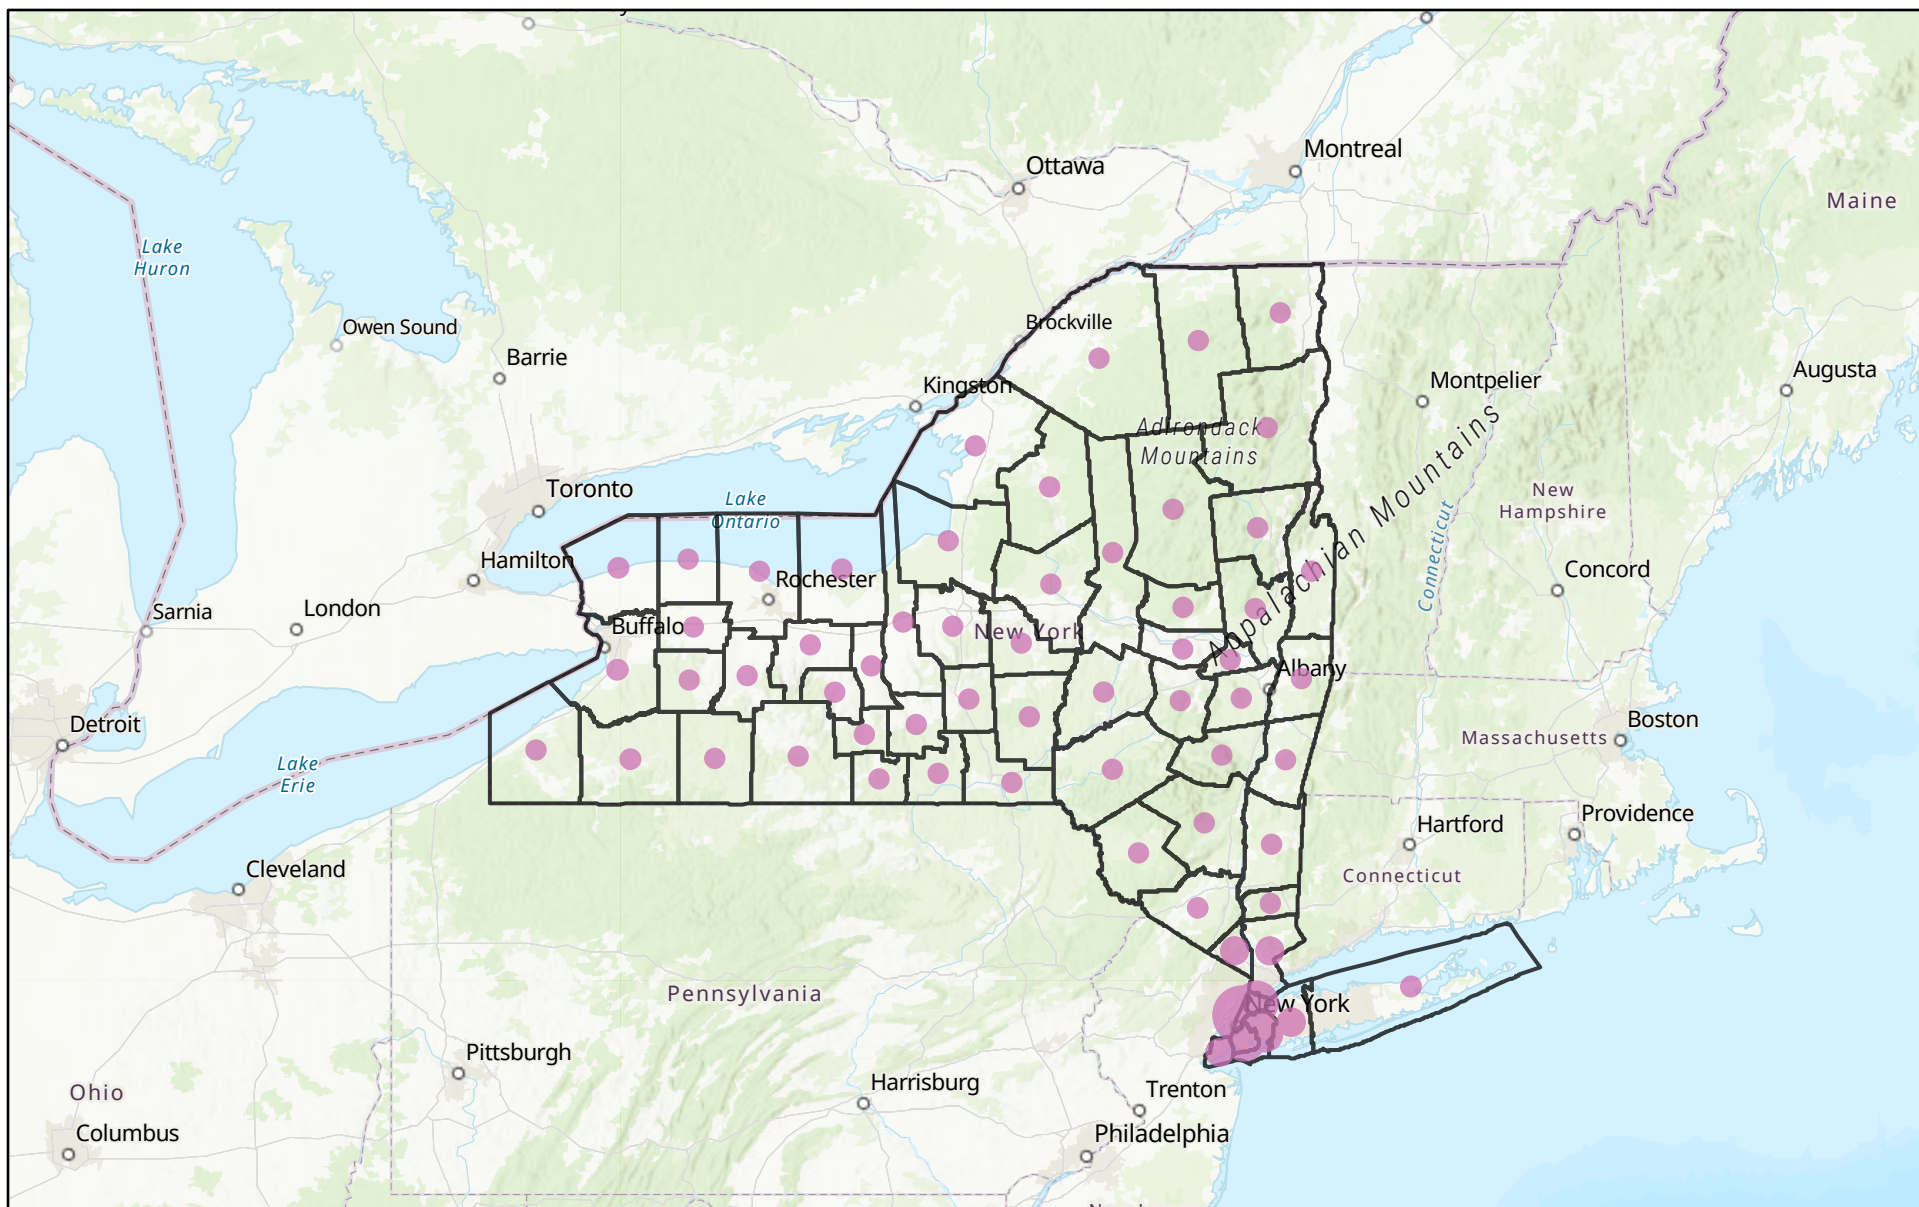 Montreal
Ottawa
Maine
Lake
Huron
Brockville
Owen Sound
Barrie
Kingston
Montpelier
Augusta
Adirondack
Mountains
Appalachian Mountains
Toronto
Lake
Ontario
New
Hampshire
Connecticut
Hamilton
Rochester
Concord
Sarnia
London
Buffalo
New York
Albany
Detroit
Boston
Massachusetts
Lake
Erie
Providence
Hartford
Cleveland
Connecticut
Pennsylvania
New York
Pittsburgh
Ohio
Harrisburg
Trenton
Columbus
Philadelphia